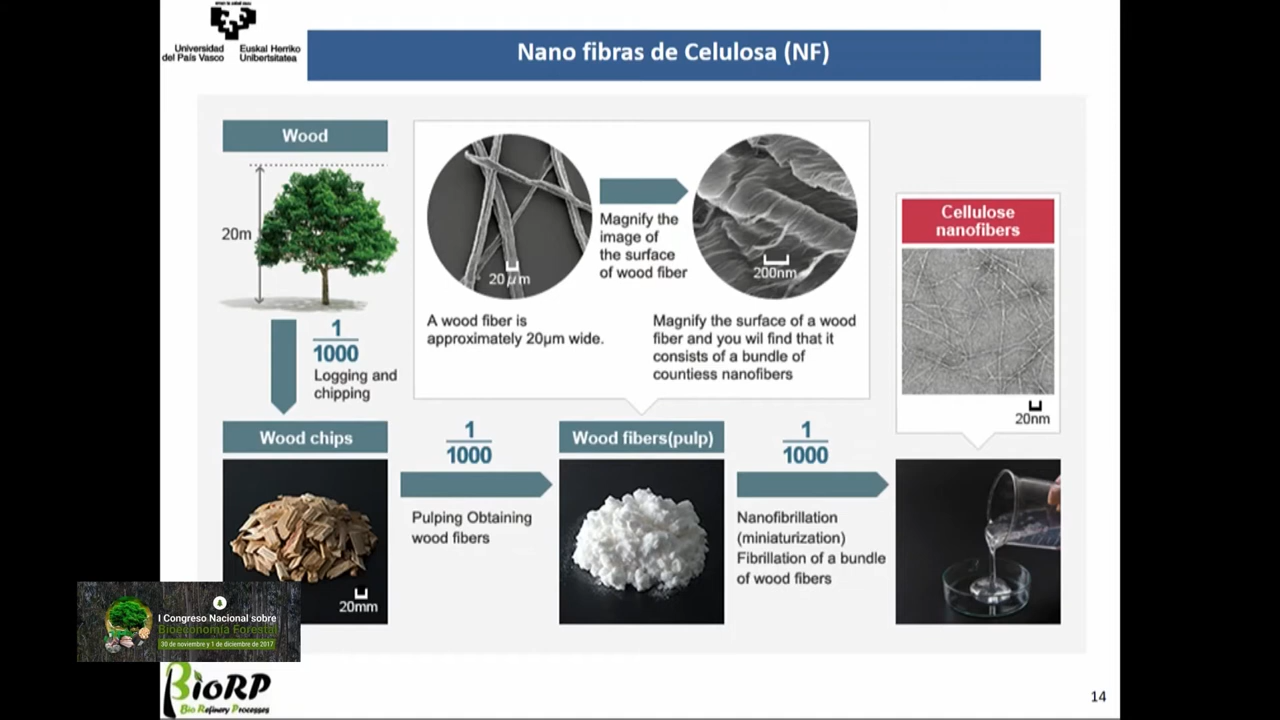 Universidad
del País Vasco
Euskal Herriko
Unibertsitatea
Nano fibras de Celulosa (NF)
Wood
20m
1
1000
Logging and
chipping
20μm
Magnify the
image of
the surface
of wood fiber
200nm
A wood fiber is
approximately 20μm wide.
Magnify the surface of a wood
fiber and you wil find that it
consists of a bundle of
countiess nanofibers
Cellulose
nanofibers
20nm
Wood chips
20mm
1
1000
Pulping Obtaining
wood fibers
Wood fibers(pulp)
1
1000
Nanofibrillation
(miniaturization)
Fibrillation of a bundle
of wood fibers
I Congreso Nacional sobre
Bioeconomía Forestal
30 de noviembre y 1 de diciembre de 2017
BioRP
Bio Refinery Processes
14